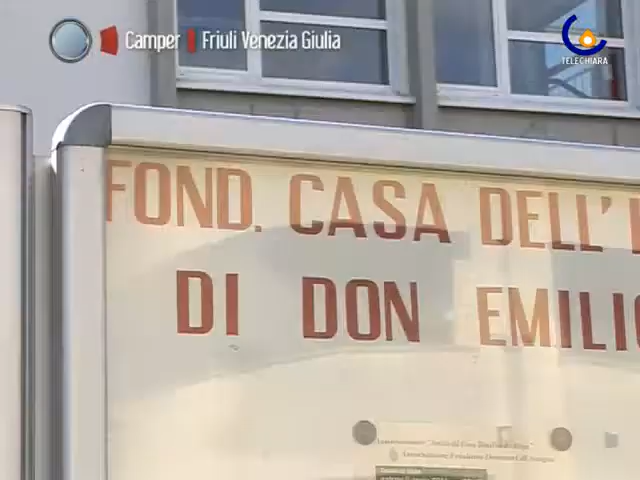 Camper Friuli Venezia Giulia
TELECHIARA
FOND. CASA DELL'
DI DON EMILIO